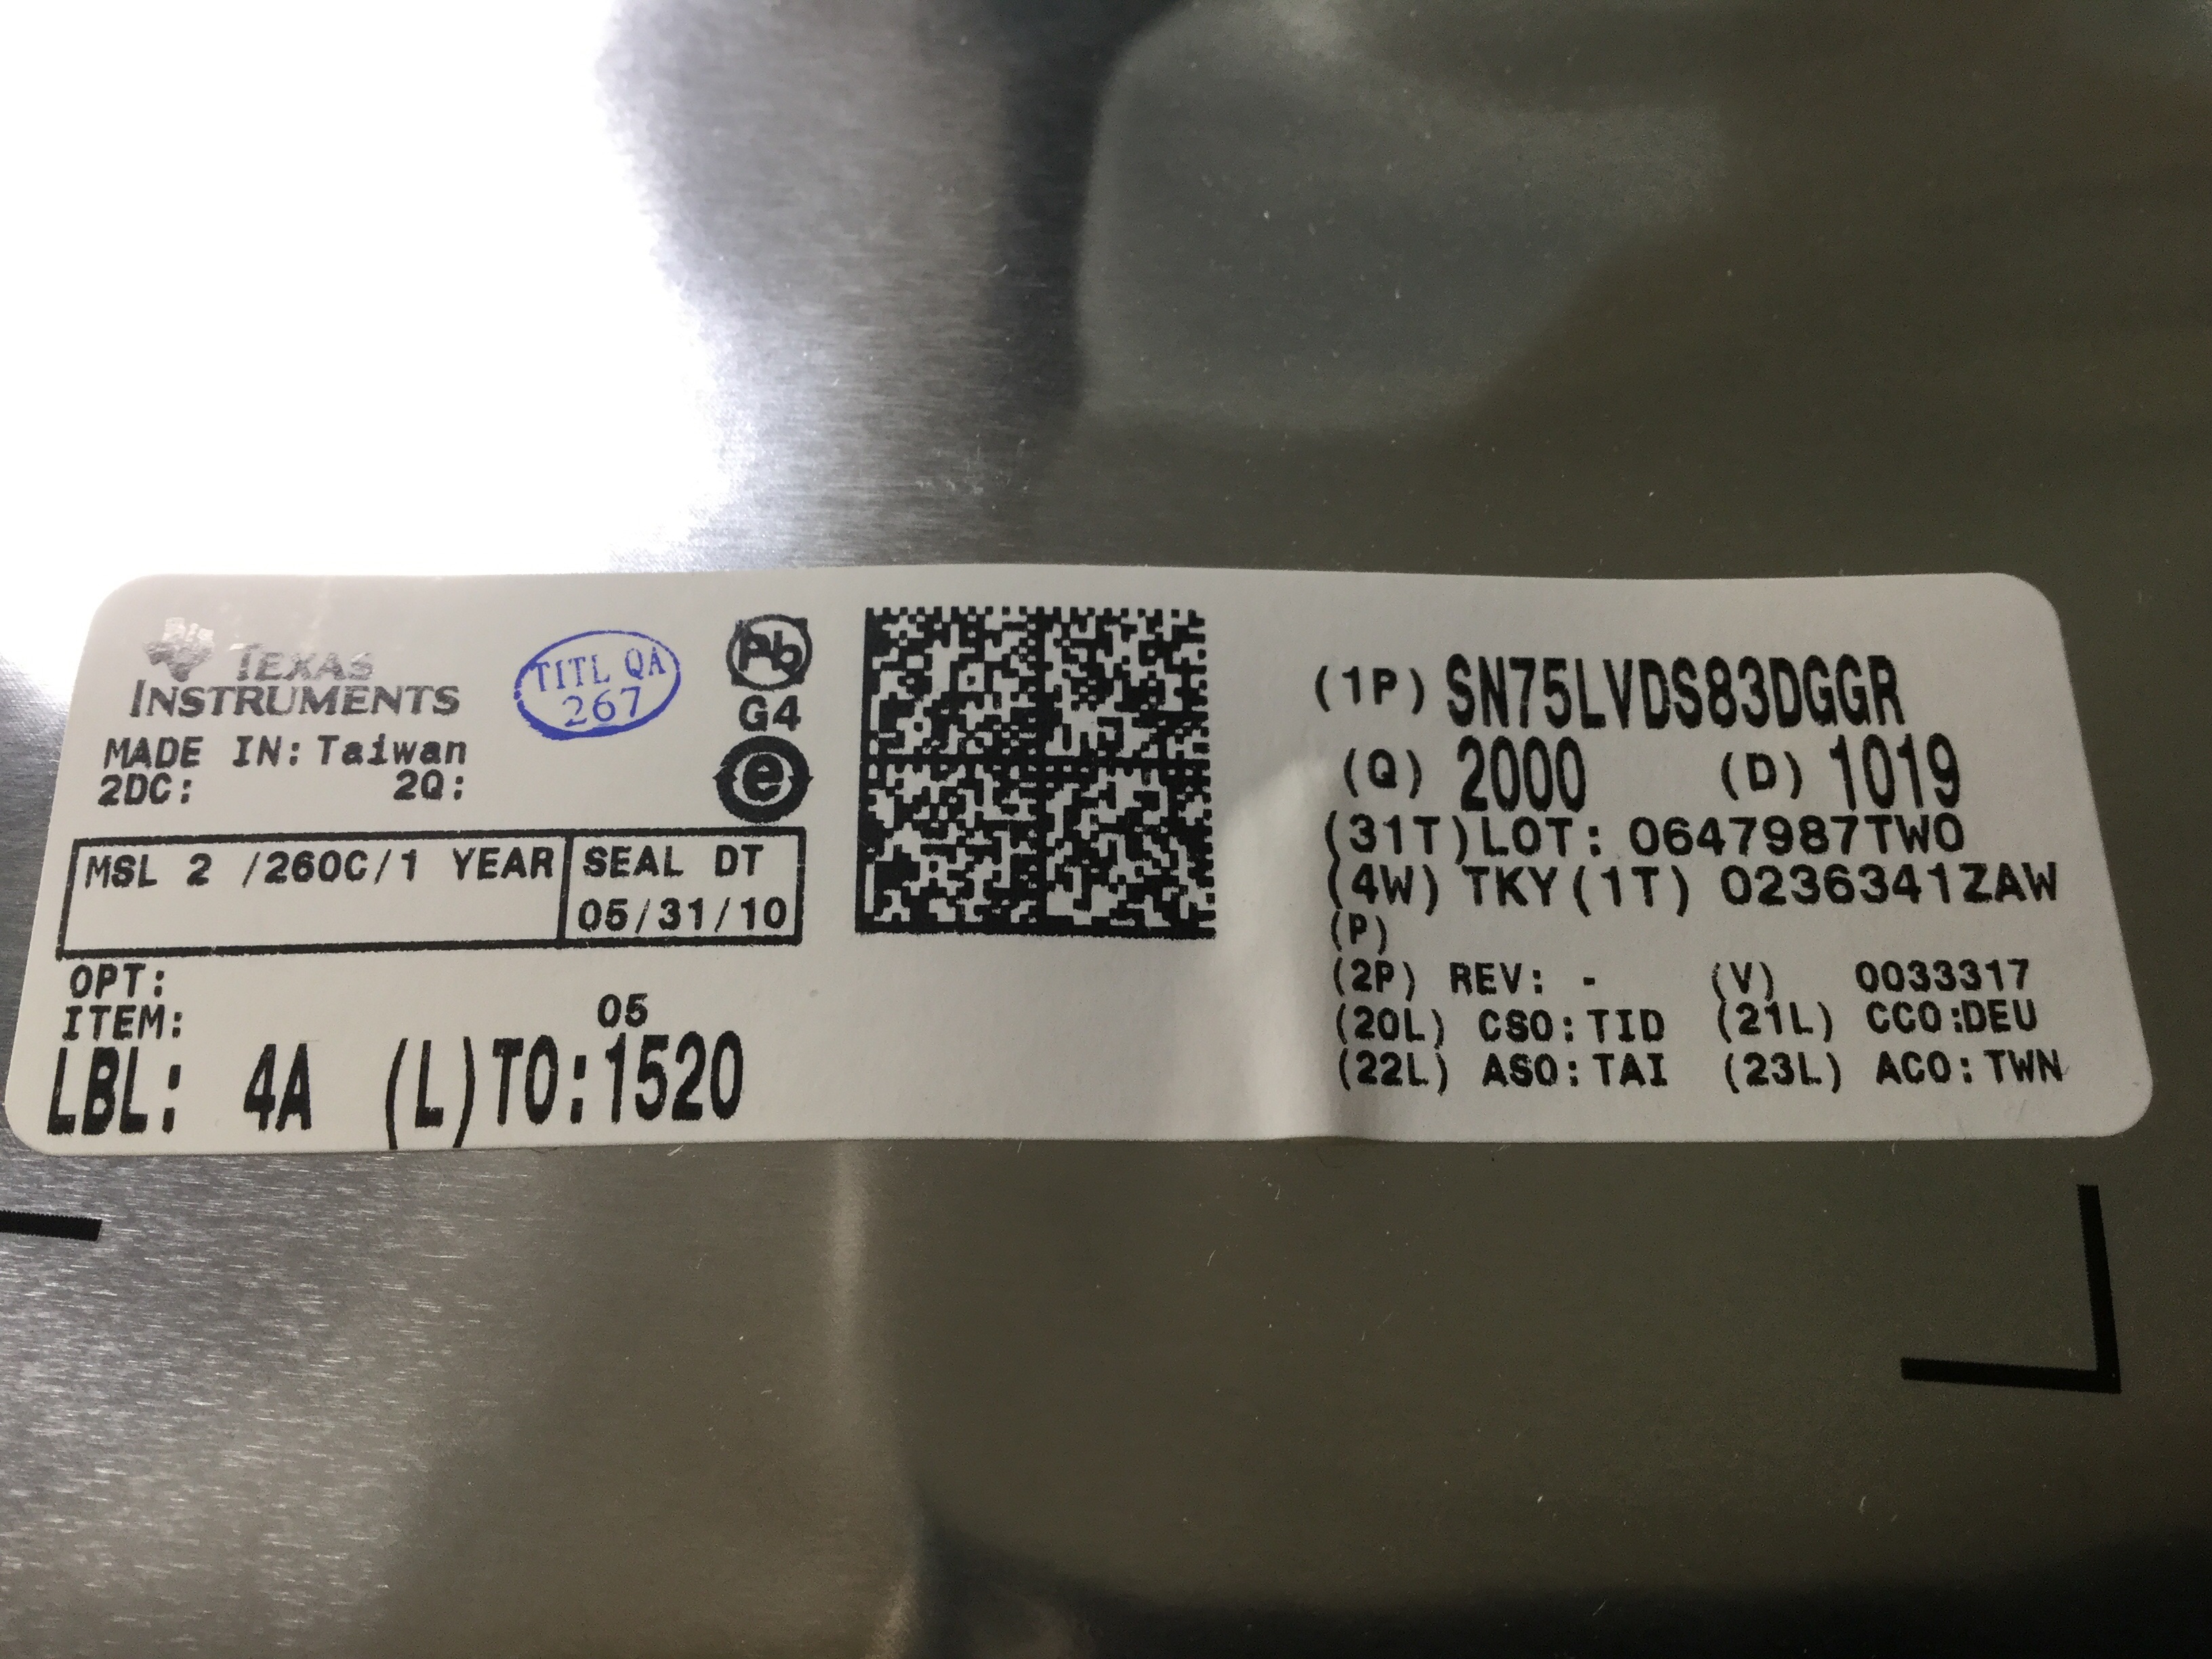 TEXAS
INSTRUMENTS
MADE IN: Taiwan
2DC: 2Q:
TITL QA
267
Pb
G4
e
MSL 2 /260C/1 YEAR
SEAL DT
05/31/10
OPT:
ITEM:
05
LBL: 4A (L)TO:1520
(1P) SN75LVDS83DGGR
(Q) 2000 (D) 1019
(31T)LOT: 0647987TWO
(4W) TKY(1T) 0236341ZAW
(P)
(2P) REV: - (V) 0033317
(20L) CSO:TID (21L) CCO:DEU
(22L) ASO:TAI (23L) ACO:TWN